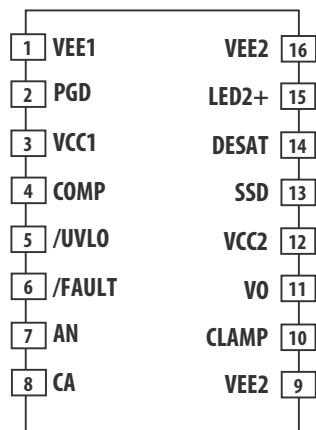 1 VEE1 VEE2 16
2 PGD LED2+ 15
3 VCC1 DESAT 14
4 COMP SSD 13
5 /UVLO VCC2 12
6 /FAULT VO 11
7 AN CLAMP 10
8 CA VEE2 9